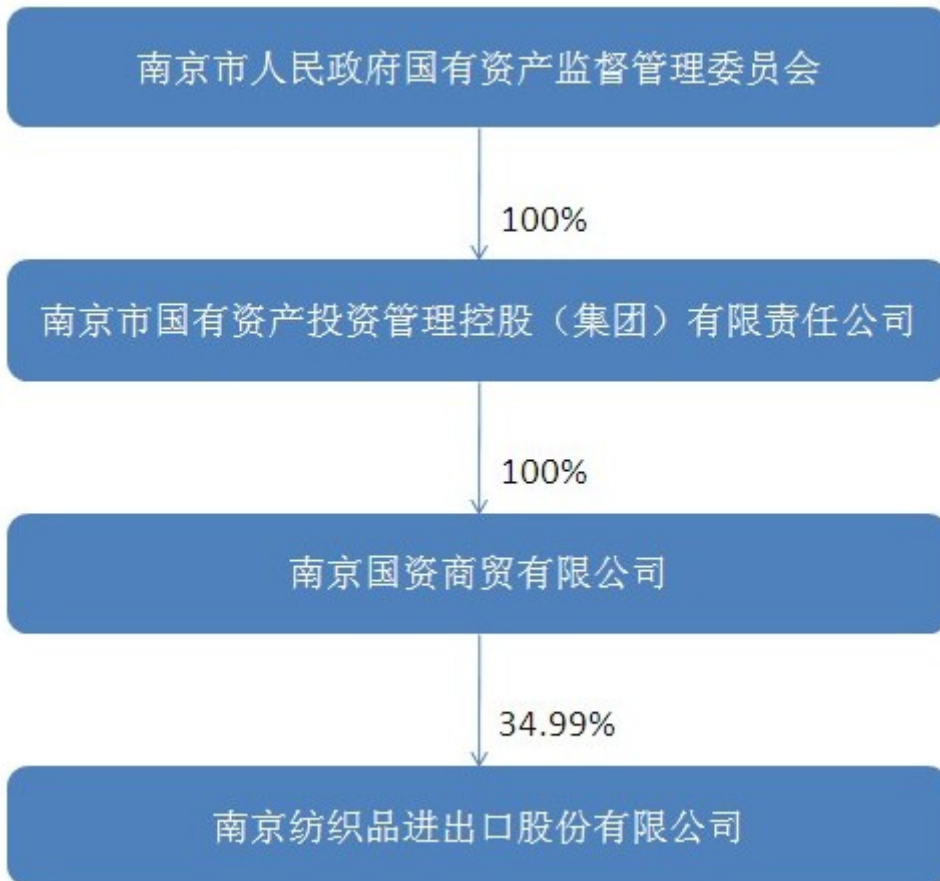 南京市人民政府国有资产监督管理委员会
100%
南京市国有资产投资管理控股（集团）有限责任公司
100%
南京国资商贸有限公司
34.99%
南京纺织品进出口股份有限公司